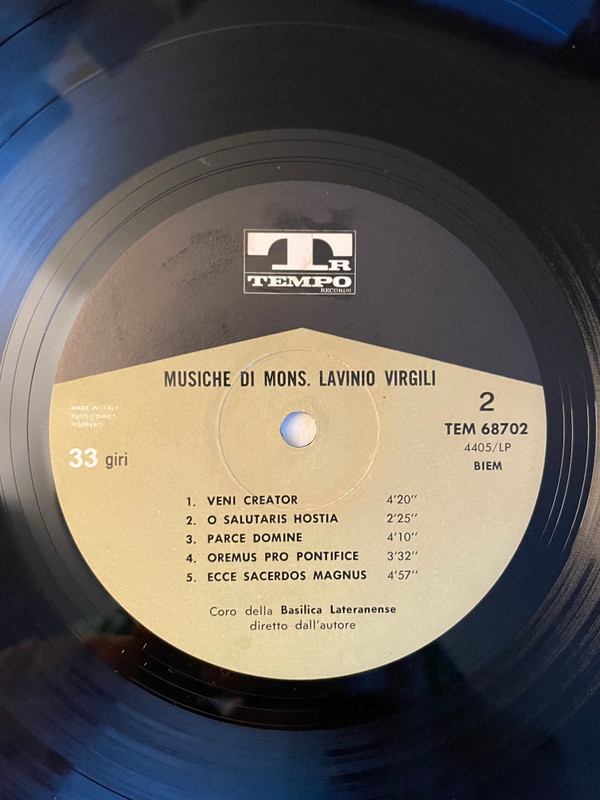 TR
TEMPO
RECORDS
MUSICHE DI MONS. LAVINIO VIRGILI
MADE IN ITALY
TUTTI I DIRITTI
RISERVATI
2
TEM 68702
4405/LP
BIEM
33 giri
1. VENI CREATOR 4'20''
2. O SALUTARIS HOSTIA 2'25''
3. PARCE DOMINE 4'10''
4. OREMUS PRO PONTIFICE 3'32''
5. ECCE SACERDOS MAGNUS 4'57''
Coro della Basilica Lateranense
diretto dall'autore